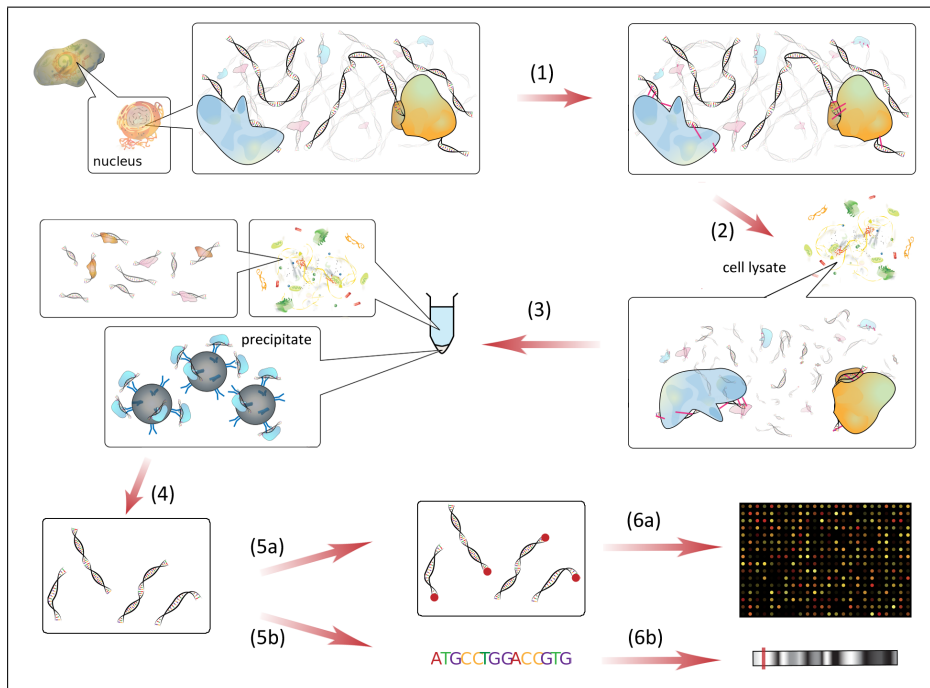 (1)
nucleus
(2)
cell lysate
(3)
precipitate
(4)
(5a)
(6a)
(5b)
(6b)
ATGCCTGGACCGTG